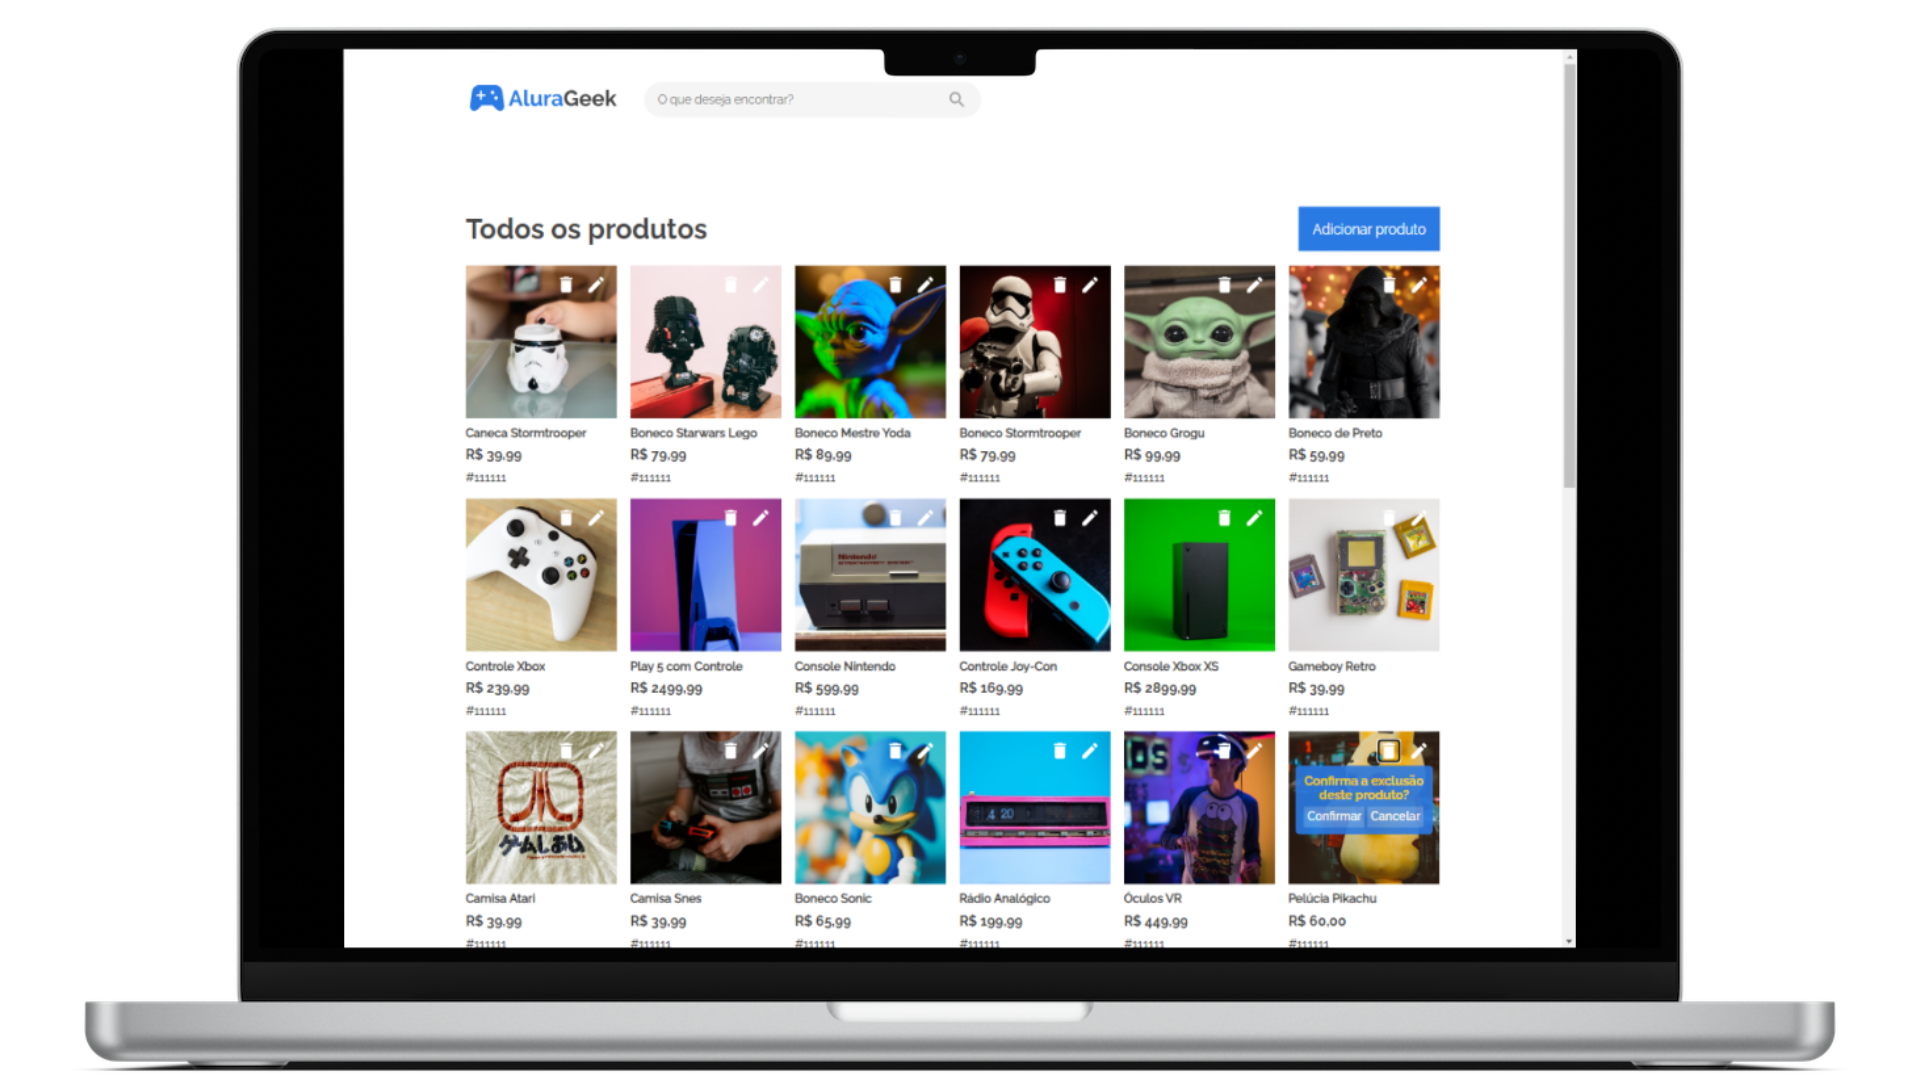 AluraGeek
O que deseja encontrar?
Todos os produtos
Adicionar produto
Caneca Stormtrooper
R$ 39,99
#111111
Boneco Starwars Lego
R$ 79,99
#111111
Boneco Mestre Yoda
R$ 89,99
#111111
Boneco Stormtrooper
R$ 79,99
#111111
Boneco Grogu
R$ 99,99
#111111
Boneco de Preto
R$ 59,99
#111111
Nintendo
Controle Xbox
R$ 239,99
#111111
Play 5 com Controle
R$ 2499,99
#111111
Console Nintendo
R$ 599,99
#111111
Controle Joy-Con
R$ 169,99
#111111
Console Xbox XS
R$ 2899,99
#111111
Gameboy Retro
R$ 39,99
#111111
4 20
Confirma a exclusão
deste produto?
Confirmar Cancelar
Camisa Atari
R$ 39,99
#111111
Camisa Snes
R$ 39,99
#111111
Boneco Sonic
R$ 65,99
#111111
Rádio Analógico
R$ 199,99
#111111
Óculos VR
R$ 449,99
#111111
Pelúcia Pikachu
R$ 60,00
#111111